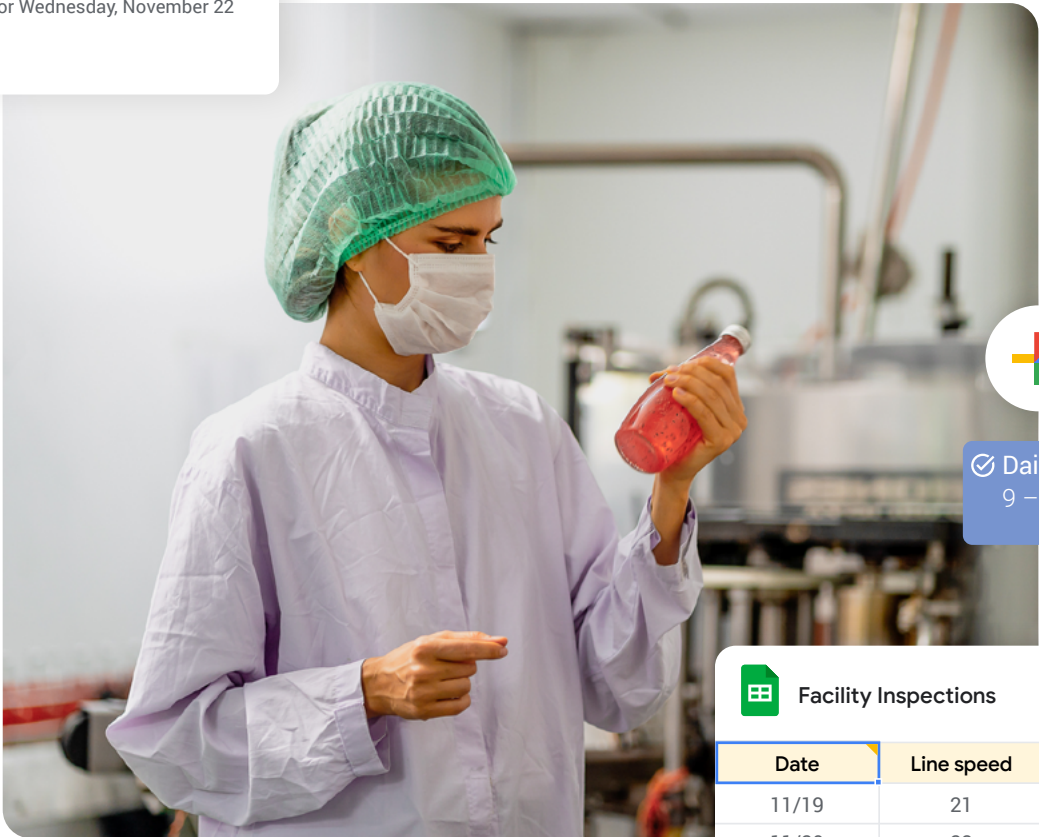 or Wednesday, November 22
Dai
9 –
Facility Inspections
Date Line speed
11/19 21